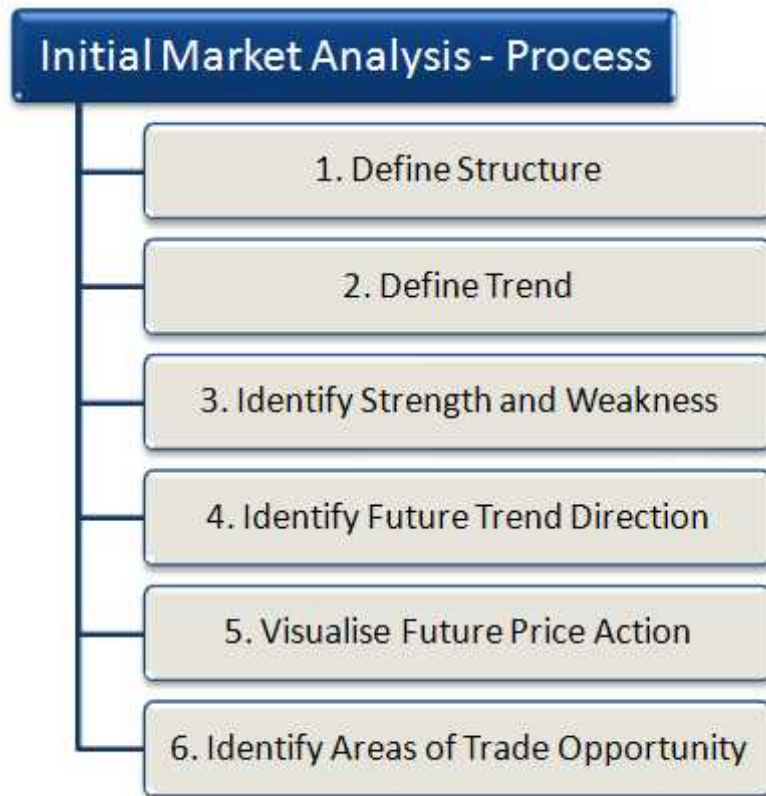 Initial Market Analysis - Process
1. Define Structure
2. Define Trend
3. Identify Strength and Weakness
4. Identify Future Trend Direction
5. Visualise Future Price Action
6. Identify Areas of Trade Opportunity